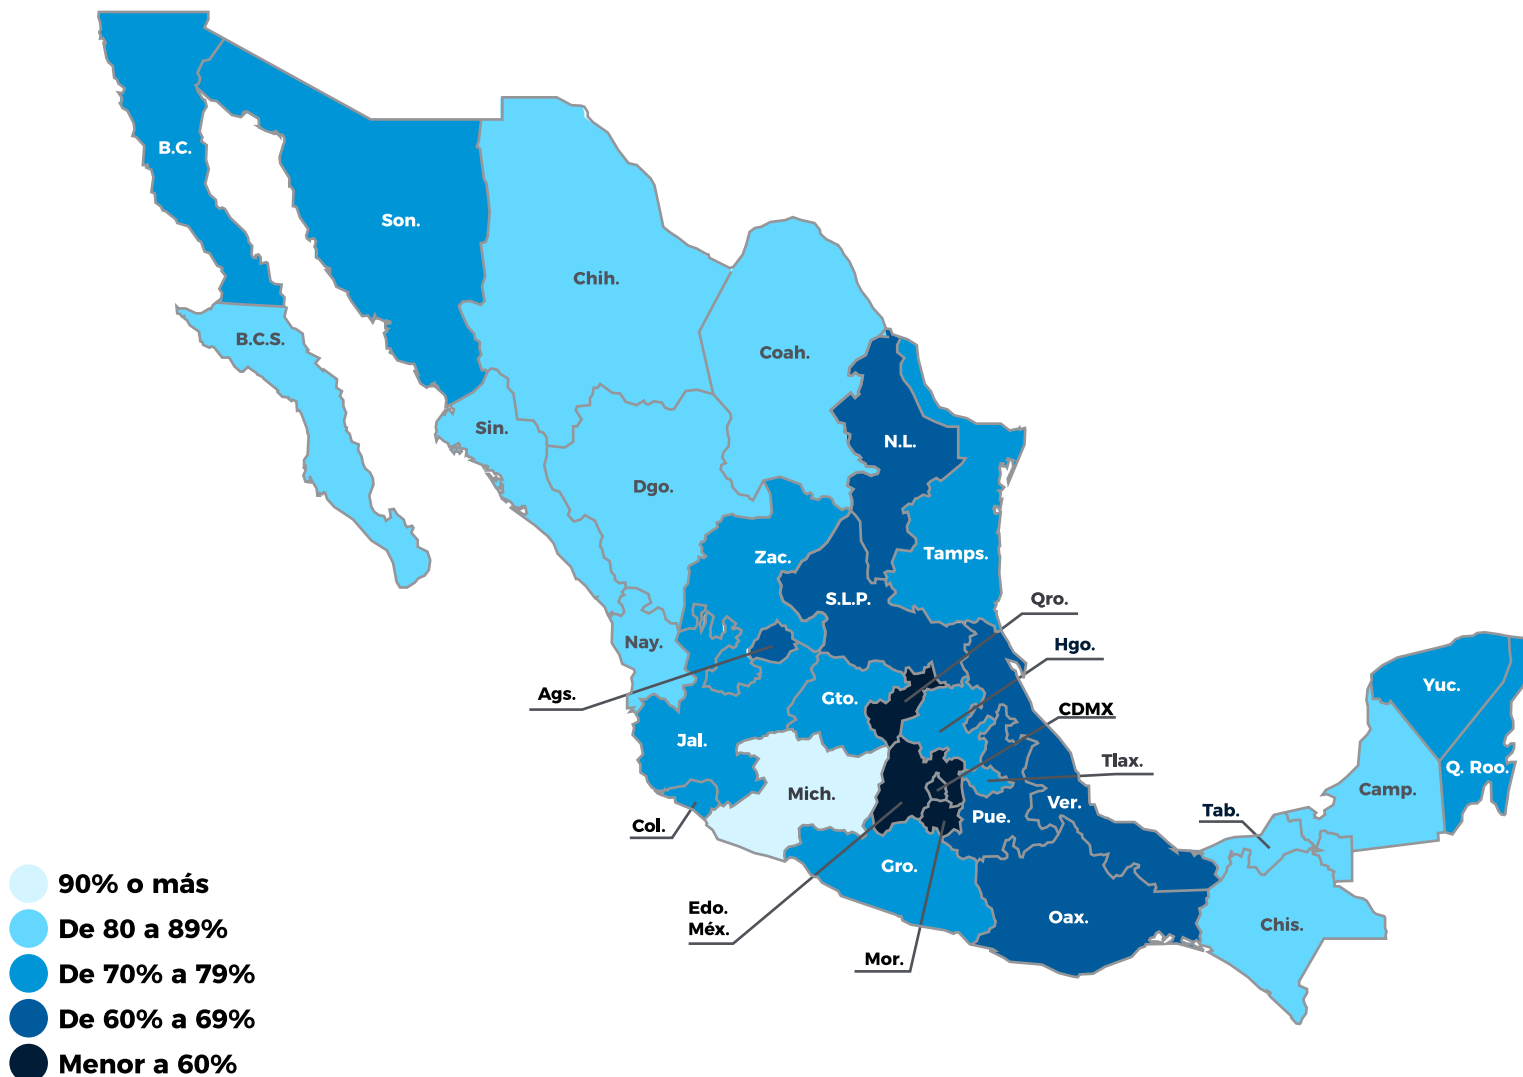 B.C.
Son.
Chih.
B.C.S.
Coah.
Sin.
N.L.
Dgo.
Zac.
Tamps.
S.L.P.
Qro.
Nay.
Hgo.
Ags.
Gto.
Yuc.
CDMX
Jal.
Tlax.
Q. Roo.
Mich.
Camp.
Ver.
Tab.
Pue.
Col.
Gro.
Edo.
Méx.
Oax.
Chis.
Mor.
90% o más
De 80 a 89%
De 70% a 79%
De 60% a 69%
Menor a 60%